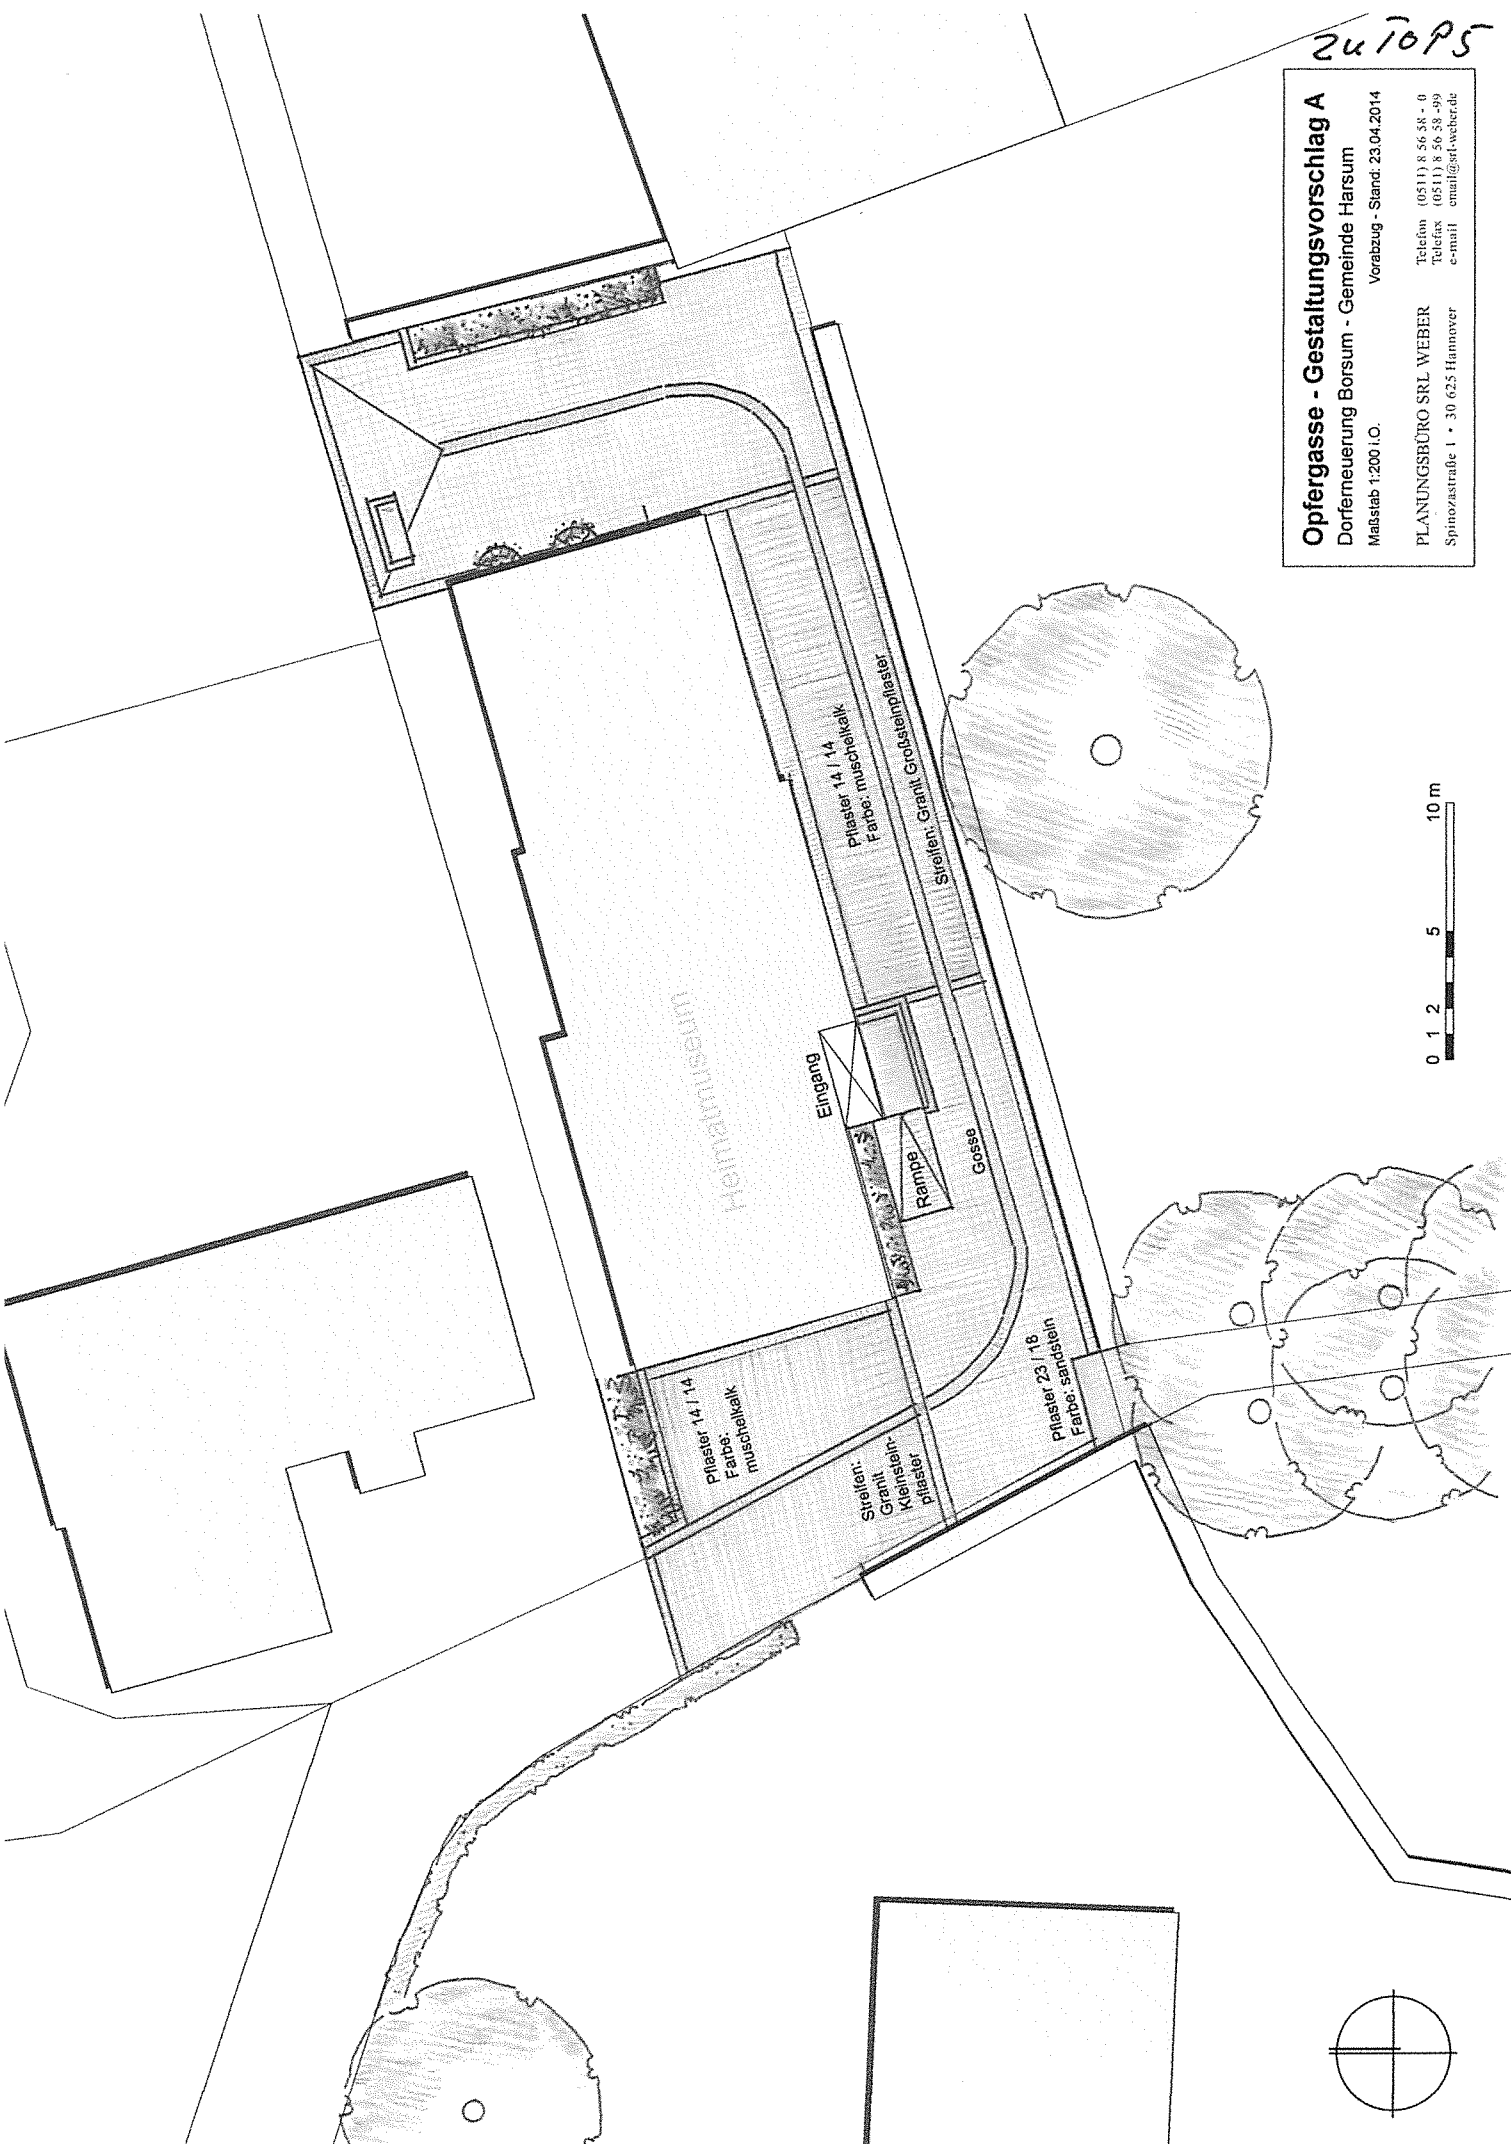 zu TOP 5
Opfergasse - Gestaltungsvorschlag A
Dorferneuerung Borsum - Gemeinde Harsum
Maßstab 1:200 i.O.
Vorabzug - Stand: 23.04.2014
PLANUNGSBÜRO SRL WEBER
Telefon (0511) 8 56 58 - 0
Telefax (0511) 8 56 58 -99
Spinozastraße 1 • 30 625 Hannover
e-mail email@srl-weber.de
Heimatmuseum
Eingang
Rampe
Gosse
Pflaster 14 / 14
Farbe: muschelkalk
Streifen: Granit Großsteinpflaster
Pflaster 14 / 14
Farbe:
muschelkalk
Streifen:
Granit
Kleinstein-
pflaster
Pflaster 23 / 18
Farbe: sandstein
0 1 2 5 10 m